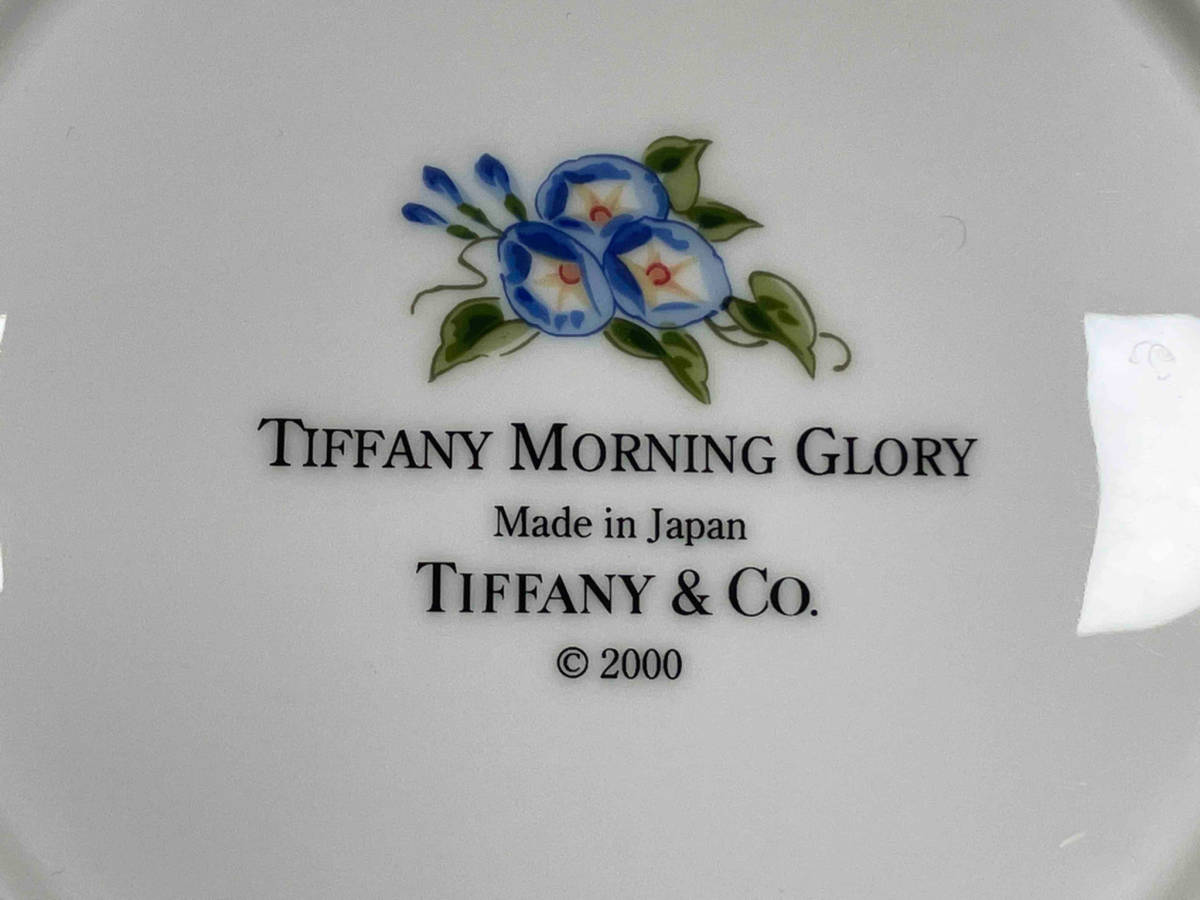 TIFFANY MORNING GLORY
Made in Japan
TIFFANY & CO.
© 2000